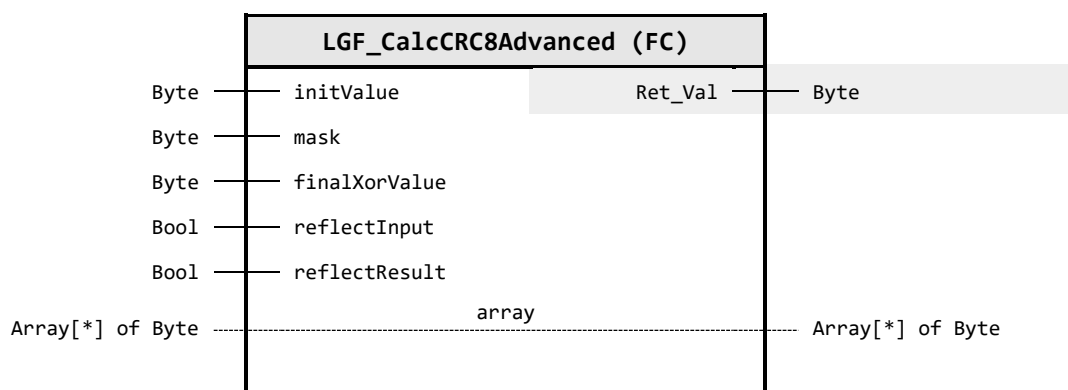 LGF_CalcCRC8Advanced (FC)
Byte initValue Ret_Val Byte
Byte mask
Byte finalXorValue
Bool reflectInput
Bool reflectResult
array
Array[*] of Byte Array[*] of Byte